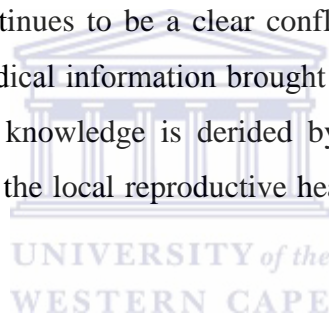 tinues to be a clear confl
dical information brought
knowledge is derided by
the local reproductive hea
UNIVERSITY of the
WESTERN CAPE